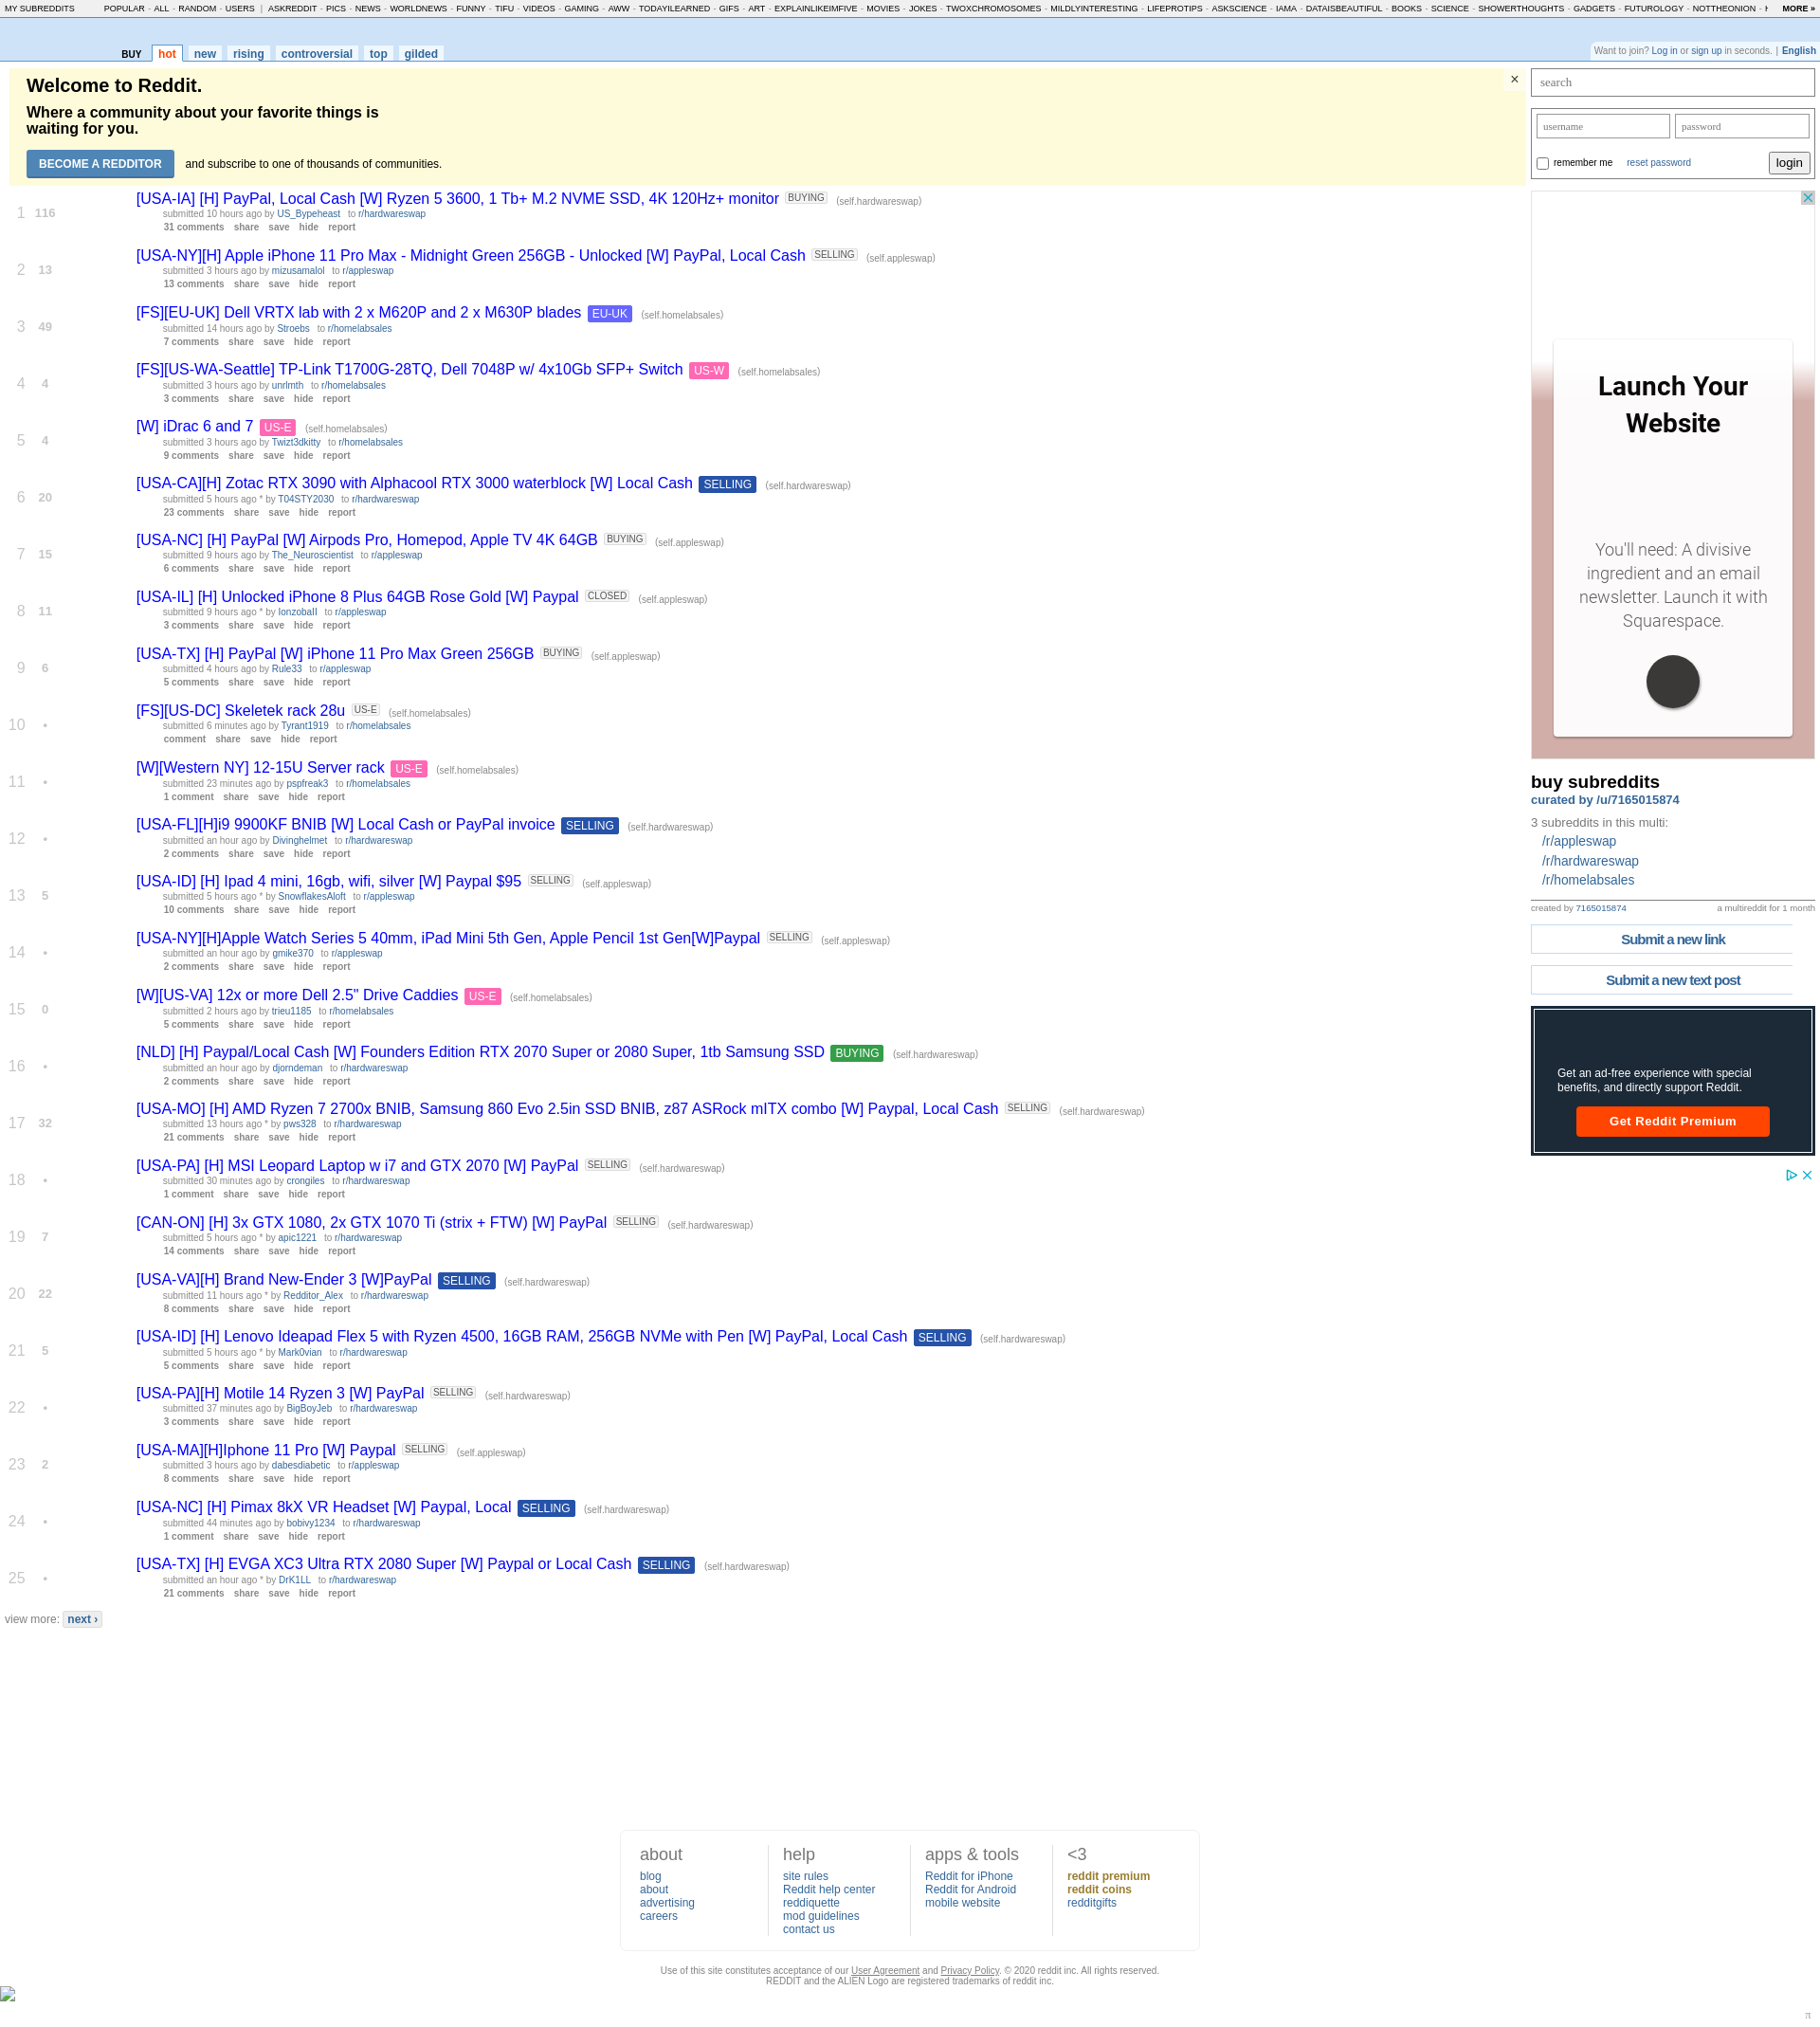 MY SUBREDDITS POPULAR - ALL - RANDOM - USERS | ASKREDDIT - PICS - NEWS - WORLDNEWS - FUNNY - TIFU - VIDEOS - GAMING - AWW - TODAYILEARNED - GIFS - ART - EXPLAINLIKEIMFIVE - MOVIES - JOKES - TWOXCHROMOSOMES - MILDLYINTERESTING - LIFEPROTIPS - ASKSCIENCE - IAMA - DATAISBEAUTIFUL - BOOKS - SCIENCE - SHOWERTHOUGHTS - GADGETS - FUTUROLOGY - NOTTHEONION - MORE »
BUY hot new rising controversial top gilded
Want to join? Log in or sign up in seconds. | English
Welcome to Reddit.
Where a community about your favorite things is
waiting for you.
BECOME A REDDITOR and subscribe to one of thousands of communities.
×
1 116 [USA-IA] [H] PayPal, Local Cash [W] Ryzen 5 3600, 1 Tb+ M.2 NVME SSD, 4K 120Hz+ monitor BUYING (self.hardwareswap)
submitted 10 hours ago by US_Bypeheast to r/hardwareswap
31 comments share save hide report
2 13 [USA-NY][H] Apple iPhone 11 Pro Max - Midnight Green 256GB - Unlocked [W] PayPal, Local Cash SELLING (self.appleswap)
submitted 3 hours ago by mizusamalol to r/appleswap
13 comments share save hide report
3 49 [FS][EU-UK] Dell VRTX lab with 2 x M620P and 2 x M630P blades EU-UK (self.homelabsales)
submitted 14 hours ago by Stroebs to r/homelabsales
7 comments share save hide report
4 4 [FS][US-WA-Seattle] TP-Link T1700G-28TQ, Dell 7048P w/ 4x10Gb SFP+ Switch US-W (self.homelabsales)
submitted 3 hours ago by unrlmth to r/homelabsales
3 comments share save hide report
5 4 [W] iDrac 6 and 7 US-E (self.homelabsales)
submitted 3 hours ago by Twizt3dkitty to r/homelabsales
9 comments share save hide report
6 20 [USA-CA][H] Zotac RTX 3090 with Alphacool RTX 3000 waterblock [W] Local Cash SELLING (self.hardwareswap)
submitted 5 hours ago * by T04STY2030 to r/hardwareswap
23 comments share save hide report
7 15 [USA-NC] [H] PayPal [W] Airpods Pro, Homepod, Apple TV 4K 64GB BUYING (self.appleswap)
submitted 9 hours ago by The_Neuroscientist to r/appleswap
6 comments share save hide report
8 11 [USA-IL] [H] Unlocked iPhone 8 Plus 64GB Rose Gold [W] Paypal CLOSED (self.appleswap)
submitted 9 hours ago * by to r/appleswap
3 comments share save hide report
9 6 [USA-TX] [H] PayPal [W] iPhone 11 Pro Max Green 256GB BUYING (self.appleswap)
submitted 4 hours ago by Rule33 to r/appleswap
5 comments share save hide report
10 • [FS][US-DC] Skeletek rack 28u US-E (self.homelabsales)
submitted 6 minutes ago by Tyrant1919 to r/homelabsales
comment share save hide report
11 • [W][Western NY] 12-15U Server rack US-E (self.homelabsales)
submitted 23 minutes ago by pspfreak3 to r/homelabsales
1 comment share save hide report
12 • [USA-FL][H]i9 9900KF BNIB [W] Local Cash or PayPal invoice SELLING (self.hardwareswap)
submitted an hour ago by Divinghelmet to r/hardwareswap
2 comments share save hide report
13 5 [USA-ID] [H] Ipad 4 mini, 16gb, wifi, silver [W] Paypal $95 SELLING (self.appleswap)
submitted 5 hours ago * by SnowflakesAloft to r/appleswap
10 comments share save hide report
14 • [USA-NY][H]Apple Watch Series 5 40mm, iPad Mini 5th Gen, Apple Pencil 1st Gen[W]Paypal SELLING (self.appleswap)
submitted an hour ago by gmike370 to r/appleswap
2 comments share save hide report
15 0 [W][US-VA] 12x or more Dell 2.5" Drive Caddies US-E (self.homelabsales)
submitted 2 hours ago by trieu1185 to r/homelabsales
5 comments share save hide report
16 • [NLD] [H] Paypal/Local Cash [W] Founders Edition RTX 2070 Super or 2080 Super, 1tb Samsung SSD BUYING (self.hardwareswap)
submitted an hour ago by djorndeman to r/hardwareswap
2 comments share save hide report
17 32 [USA-MO] [H] AMD Ryzen 7 2700x BNIB, Samsung 860 Evo 2.5in SSD BNIB, z87 ASRock mITX combo [W] Paypal, Local Cash SELLING (self.hardwareswap)
submitted 13 hours ago * by pws328 to r/hardwareswap
21 comments share save hide report
18 • [USA-PA] [H] MSI Leopard Laptop w i7 and GTX 2070 [W] PayPal SELLING (self.hardwareswap)
submitted 30 minutes ago by crongiles to r/hardwareswap
1 comment share save hide report
19 7 [CAN-ON] [H] 3x GTX 1080, 2x GTX 1070 Ti (strix + FTW) [W] PayPal SELLING (self.hardwareswap)
submitted 5 hours ago * by apic1221 to r/hardwareswap
14 comments share save hide report
20 22 [USA-VA][H] Brand New-Ender 3 [W]PayPal SELLING (self.hardwareswap)
submitted 11 hours ago * by Redditor_Alex to r/hardwareswap
8 comments share save hide report
21 5 [USA-ID] [H] Lenovo Ideapad Flex 5 with Ryzen 4500, 16GB RAM, 256GB NVMe with Pen [W] PayPal, Local Cash SELLING (self.hardwareswap)
submitted 5 hours ago * by Mark0vian to r/hardwareswap
5 comments share save hide report
22 • [USA-PA][H] Motile 14 Ryzen 3 [W] PayPal SELLING (self.hardwareswap)
submitted 37 minutes ago by BigBoyJeb to r/hardwareswap
3 comments share save hide report
23 2 [USA-MA][H]Iphone 11 Pro [W] Paypal SELLING (self.appleswap)
submitted 3 hours ago by dabesdiabetic to r/appleswap
8 comments share save hide report
24 • [USA-NC] [H] Pimax 8kX VR Headset [W] Paypal, Local SELLING (self.hardwareswap)
submitted 44 minutes ago by bobivy1234 to r/hardwareswap
1 comment share save hide report
25 • [USA-TX] [H] EVGA XC3 Ultra RTX 2080 Super [W] Paypal or Local Cash SELLING (self.hardwareswap)
submitted an hour ago * by DrK1LL to r/hardwareswap
21 comments share save hide report
view more: next ›
search
username password
remember me reset password login
Launch Your
Website
You'll need: A divisive
ingredient and an email
newsletter. Launch it with
Squarespace.
buy subreddits
curated by /u/7165015874
3 subreddits in this multi:
/r/appleswap
/r/hardwareswap
/r/homelabsales
created by 7165015874 a multireddit for 1 month
Submit a new link
Submit a new text post
Get an ad-free experience with special
benefits, and directly support Reddit.
Get Reddit Premium
about
blog
about
advertising
careers
help
site rules
Reddit help center
reddiquette
mod guidelines
contact us
apps & tools
Reddit for iPhone
Reddit for Android
mobile website
<3
reddit premium
reddit coins
redditgifts
Use of this site constitutes acceptance of our User Agreement and Privacy Policy. © 2020 reddit inc. All rights reserved.
REDDIT and the ALIEN Logo are registered trademarks of reddit inc.
π